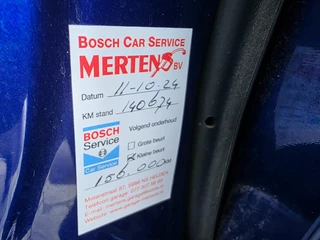 BOSCH CAR SERVICE
MERTENS BV
Datum 11-10.24
KM stand 140674
BOSCH
Service
Car Service
Volgend onderhoud:
Grote beurt
Kleine beurt
156.000